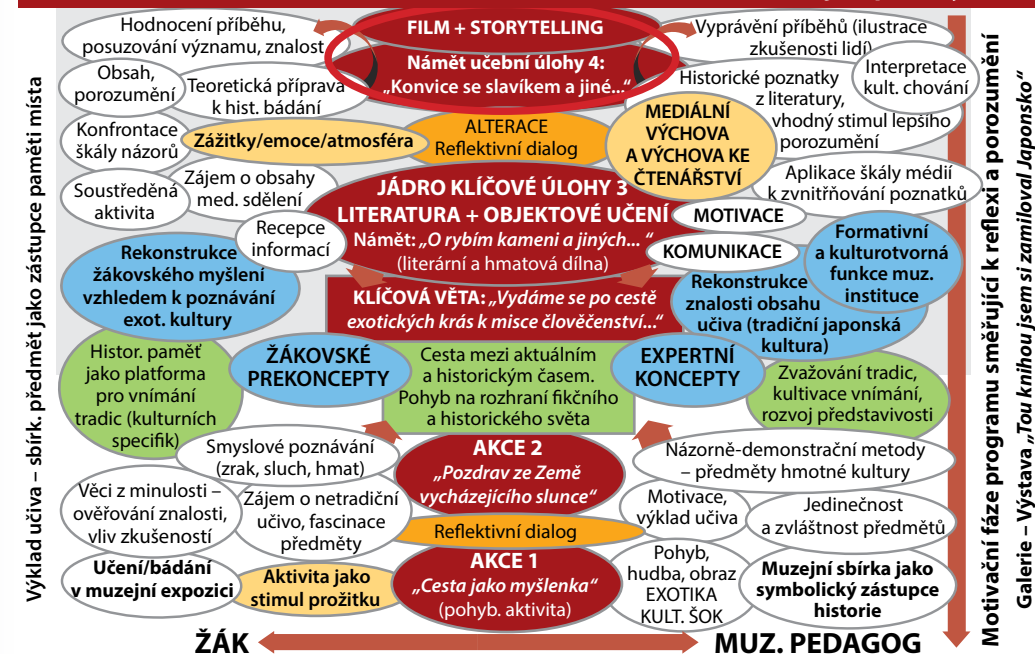 Výklad učiva – sbírk. předmět jako zástupce paměti místa
Hodnocení příběhu,
posuzování významu, znalost
FILM + STORYTELLING
Námět učební úlohy 4:
„Konvice se slavíkem a jiné...“
Vyprávění příběhů (ilustrace
zkušenosti lidí)
Interpretace
kult. chování
Obsah,
porozumění
Teoretická příprava
k hist. bádání
Historické poznatky
z literatury,
vhodný stimul lepšího
porozumění
MEDIÁLNÍ
VÝCHOVA
A VÝCHOVA KE
ČTENÁŘSTVÍ
Konfrontace
škály názorů
Zážitky/emoce/atmosféra
ALTERACE
Reflektivní dialog
Soustředěná
aktivita
Zájem o obsahy
med. sdělení
JÁDRO KLÍČOVÉ ÚLOHY 3
LITERATURA + OBJEKTOVÉ UČENÍ
Námět: „O rybím kameni a jiných... “
(literární a hmatová dílna)
Aplikace škály médií
k zvnitřňování poznatků
MOTIVACE
KOMUNIKACE
Recepce
informací
Formativní
a kulturotvorná
funkce muz.
instituce
Rekonstrukce
žákovského myšlení
vzhledem k poznávání
exot. kultury
KLÍČOVÁ VĚTA: „Vydáme se po cestě
exotických krás k misce člověčenství...“
Rekonstrukce
znalosti obsahu
učiva (tradiční japonská
kultura)
Histor. paměť
jako platforma
pro vnímání
tradic (kulturních
specifik)
ŽÁKOVSKÉ
PREKONCEPTY
Cesta mezi aktuálním
a historickým časem.
Pohyb na rozhraní fikčního
a historického světa
EXPERTNÍ
KONCEPTY
Zvažování tradic,
kultivace vnímání,
rozvoj představivosti
Smyslové poznávání
(zrak, sluch, hmat)
AKCE 2
„Pozdrav ze Země
vycházejícího slunce“
Názorně-demonstrační metody
– předměty hmotné kultury
Věci z minulosti –
ověřování znalosti,
vliv zkušeností
Zájem o netradiční
učivo, fascinace
předměty
Reflektivní dialog
Motivace,
výklad učiva
Jedinečnost
a zvláštnost předmětů
Učení/bádání
v muzejní expozici
Aktivita jako
stimul prožitku
AKCE 1
„Cesta jako myšlenka“
(pohyb. aktivita)
Pohyb,
hudba, obraz
EXOTIKA
KULT. ŠOK
Muzejní sbírka jako
symbolický zástupce
historie
ŽÁK
MUZ. PEDAGOG
Motivační fáze programu směřující k reflexi a porozumění
Galerie – Výstava „Tou knihou jsem si zamiloval Japonsko“